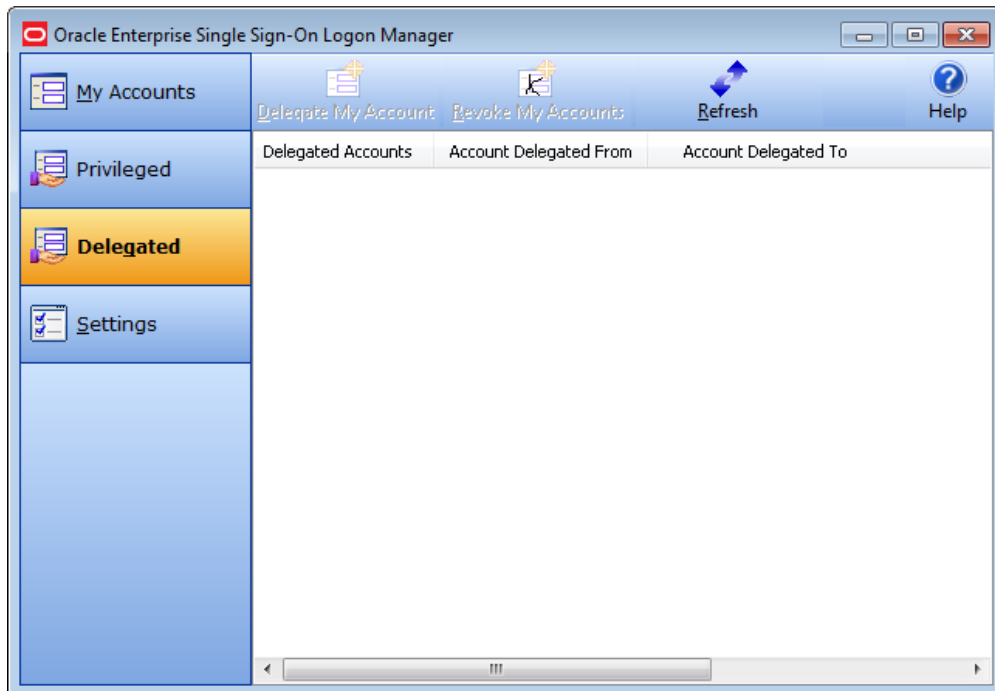 Oracle Enterprise Single Sign-On Logon Manager
My Accounts
Privileged
Delegated
Settings
Delegate My Account Revoke My Accounts Refresh Help
Delegated Accounts Account Delegated From Account Delegated To